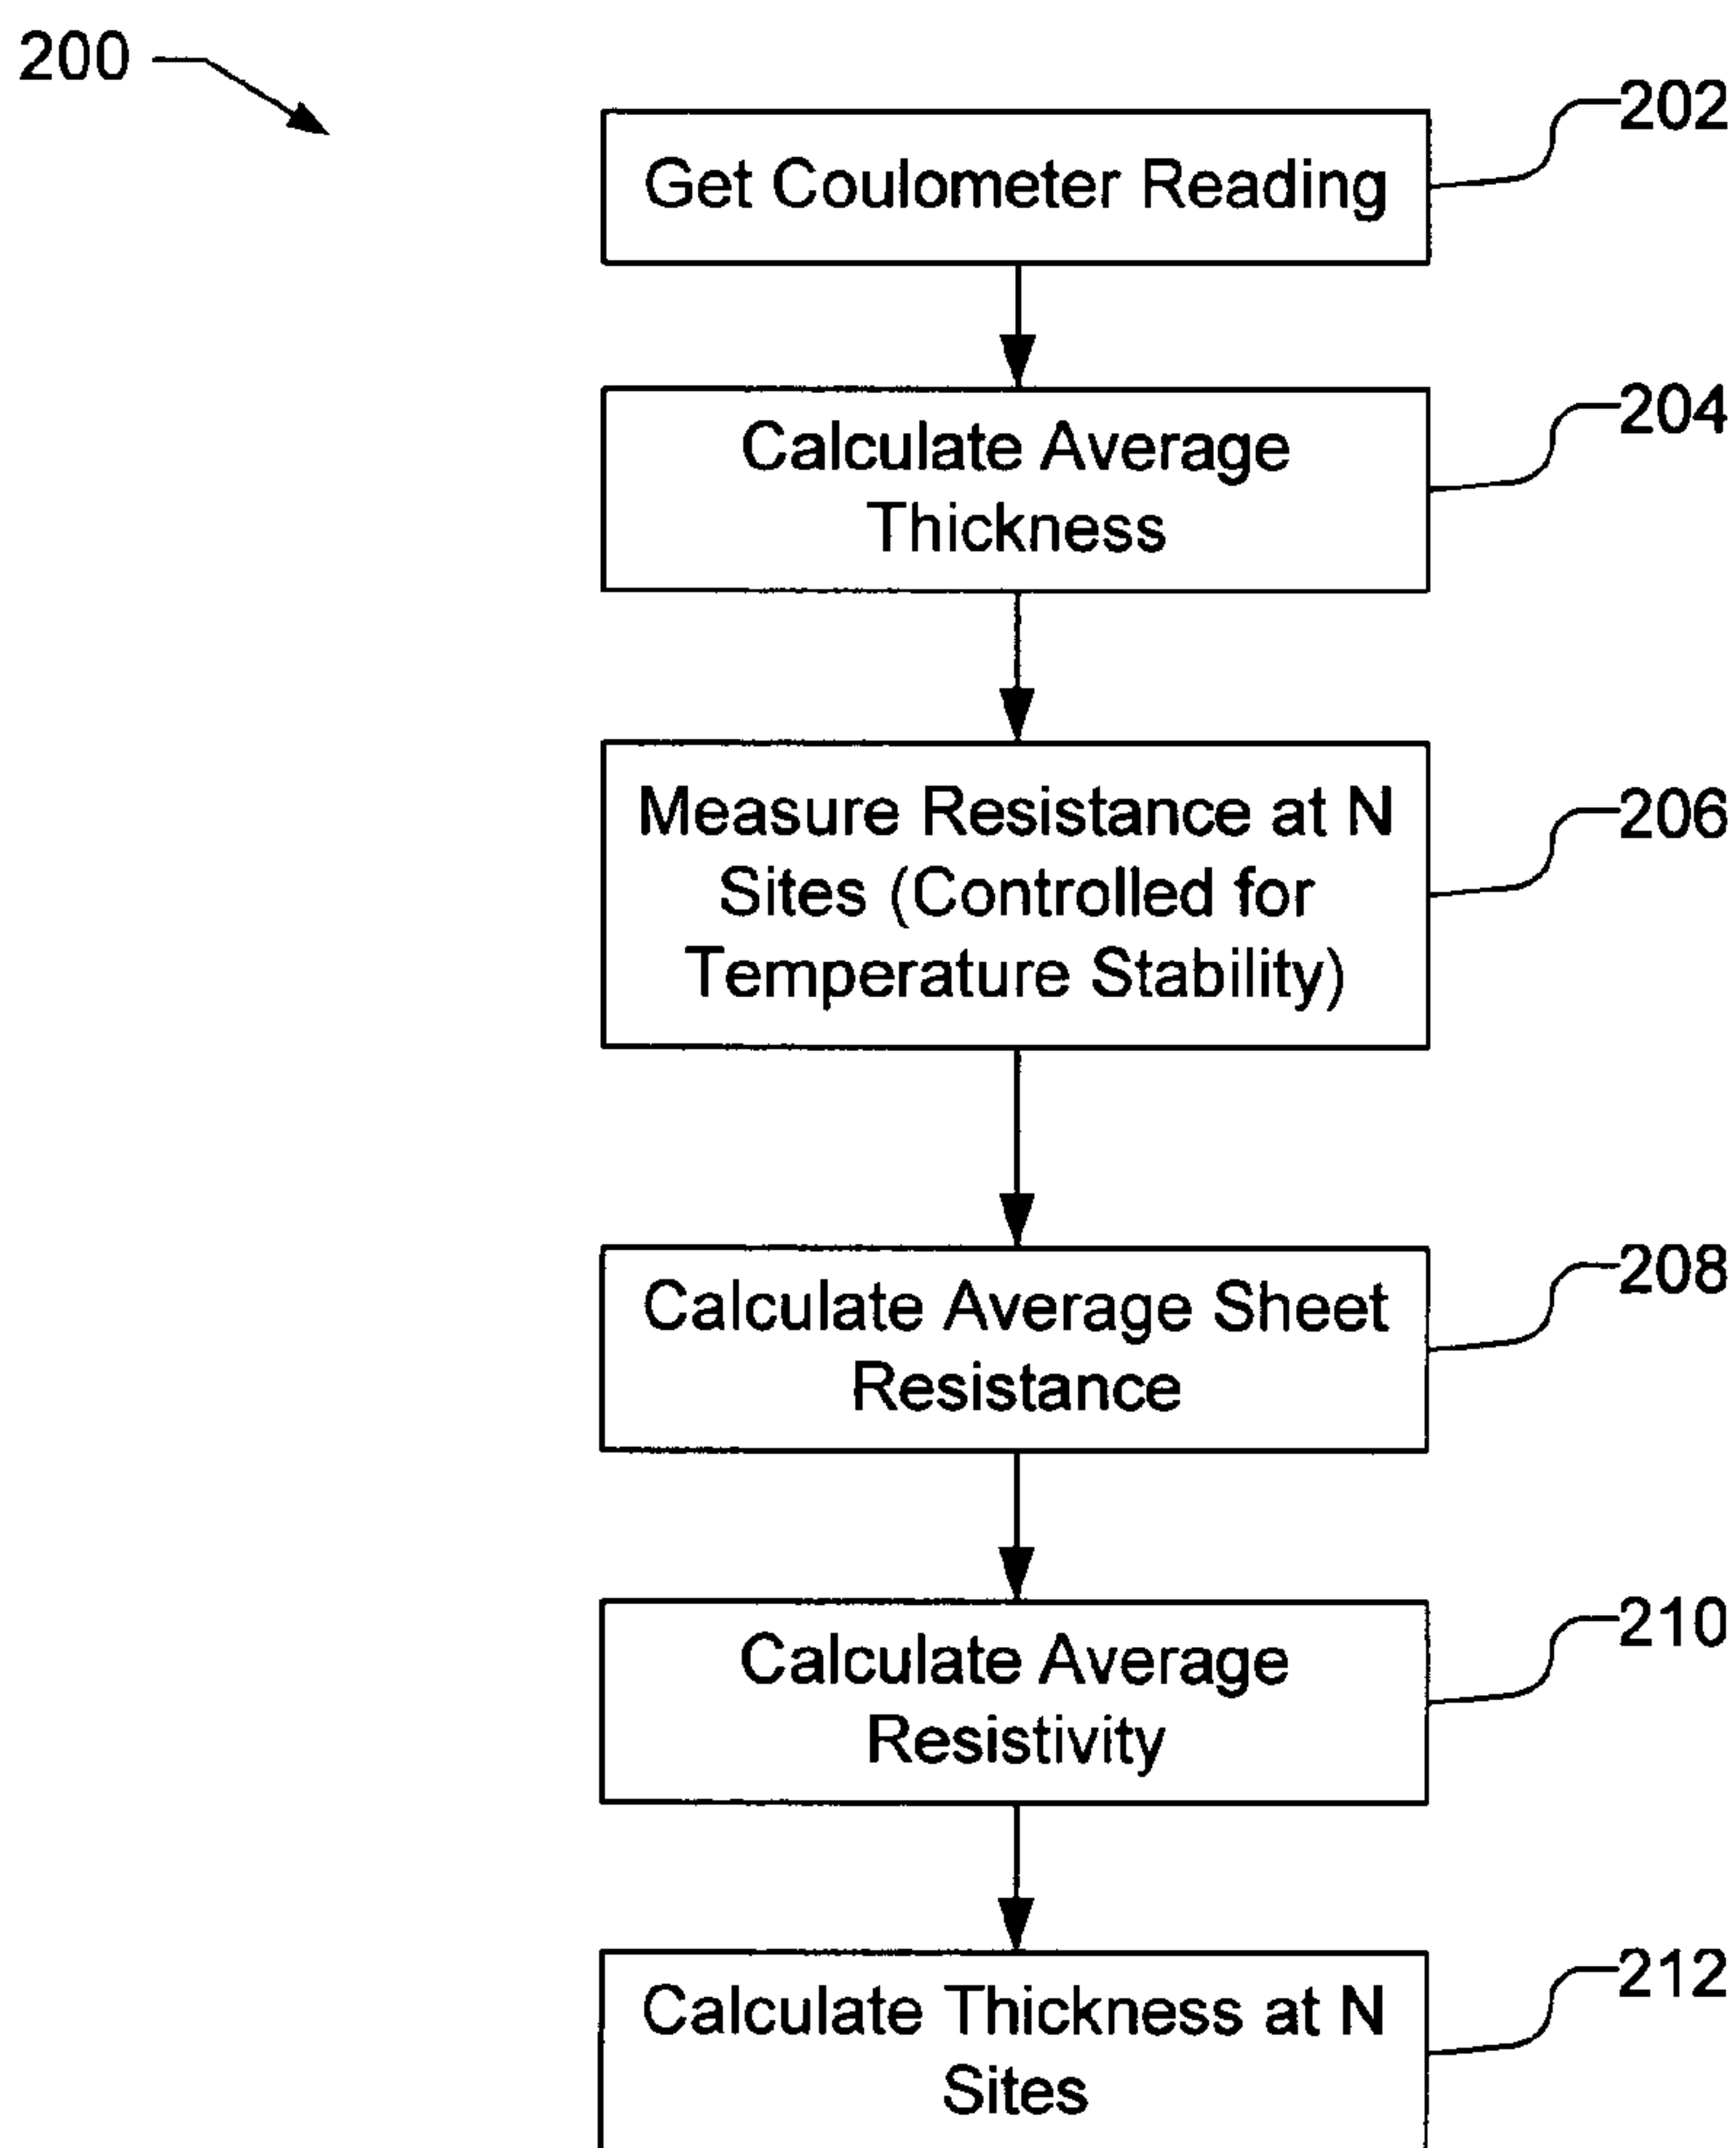 200
202
Get Coulometer Reading
204
Calculate Average
Thickness
206
Measure Resistance at N
Sites (Controlled for
Temperature Stability)
208
Calculate Average Sheet
Resistance
210
Calculate Average
Resistivity
212
Calculate Thickness at N
Sites